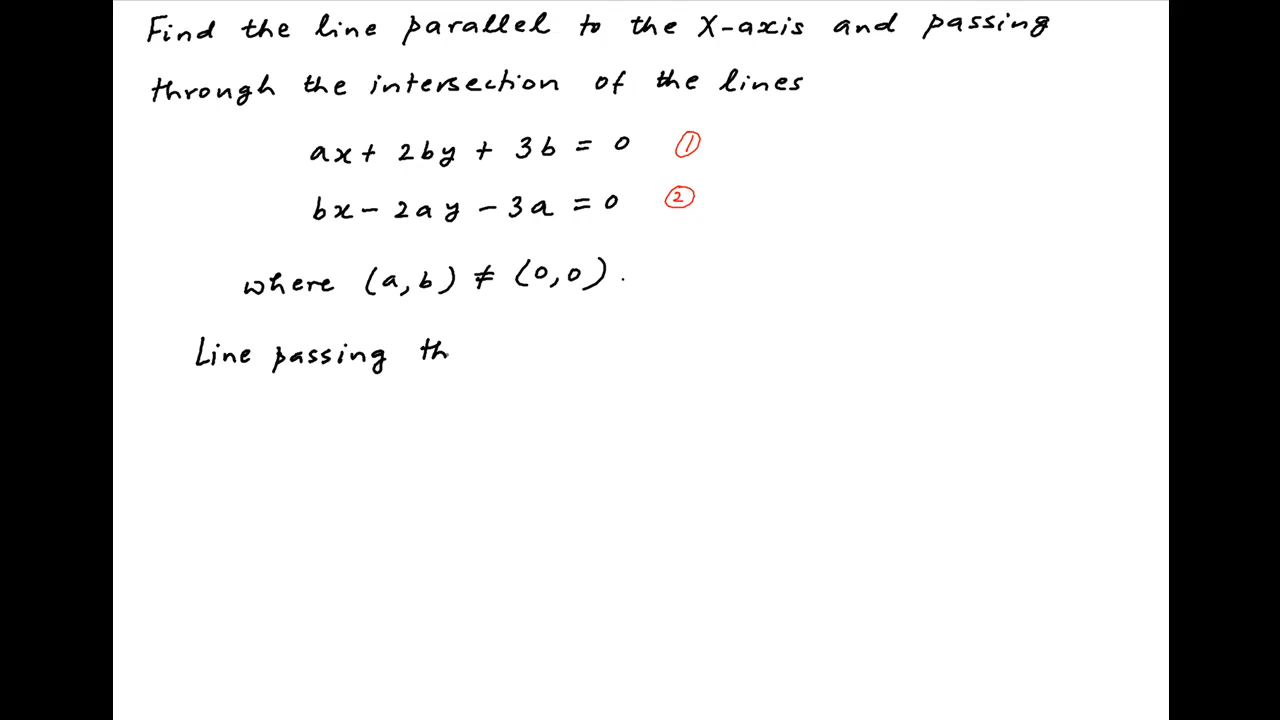 Find the line parallel to the X-axis and passing
through the intersection of the lines
ax + 2by + 3b = 0 ①
bx - 2ay - 3a = 0 ②
where (a,b) ≠ (0,0).
Line passing th